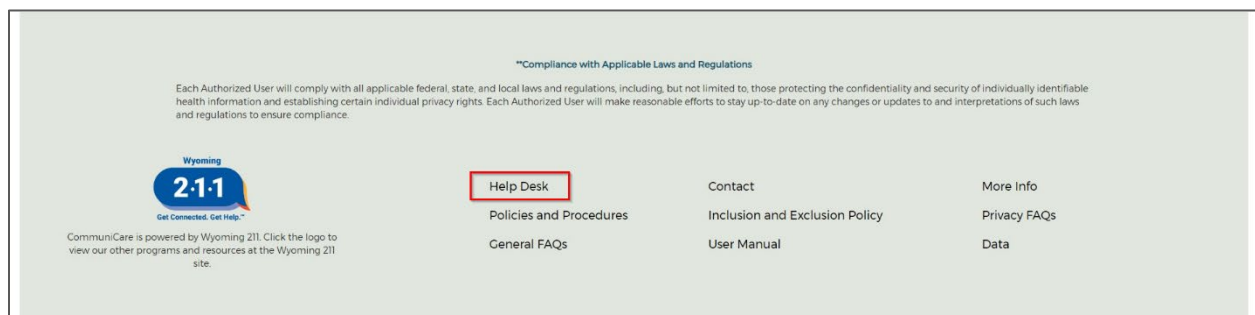 **Compliance with Applicable Laws and Regulations
Each Authorized User will comply with all applicable federal, state, and local laws and regulations, including, but not limited to, those protecting the confidentiality and security of individually identifiable
health information and establishing certain individual privacy rights. Each Authorized User will make reasonable efforts to stay up-to-date on any changes or updates to and interpretations of such laws
and regulations to ensure compliance.
Wyoming
2·1·1
Get Connected. Get Help.™
CommuniCare is powered by Wyoming 211. Click the logo to
view our other programs and resources at the Wyoming 211
site.
Help Desk
Policies and Procedures
General FAQs
Contact
Inclusion and Exclusion Policy
User Manual
More Info
Privacy FAQs
Data